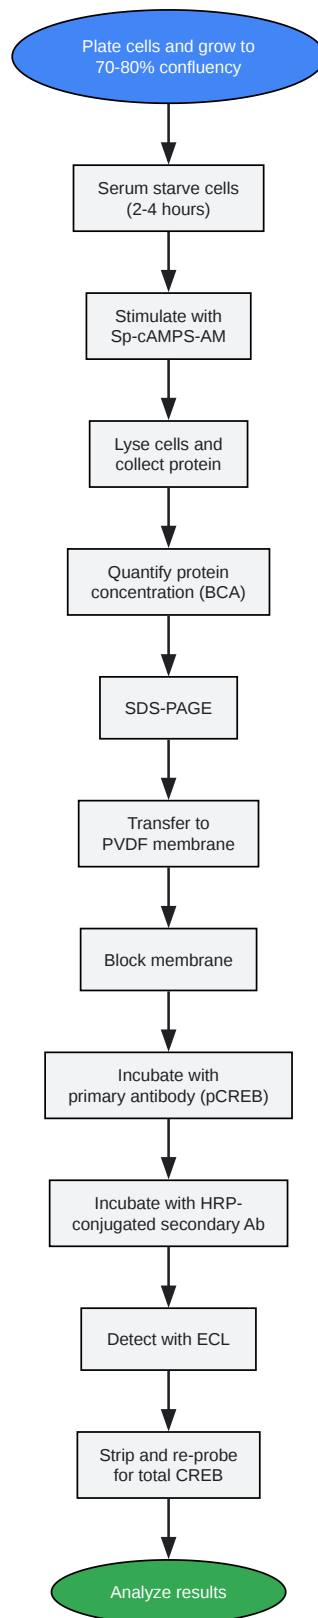 Plate cells and grow to
70-80% confluency
Serum starve cells
(2-4 hours)
Stimulate with
Sp-cAMPS-AM
Lyse cells and
collect protein
Quantify protein
concentration (BCA)
SDS-PAGE
Transfer to
PVDF membrane
Block membrane
Incubate with
primary antibody (pCREB)
Incubate with HRP-
conjugated secondary Ab
Detect with ECL
Strip and re-probe
for total CREB
Analyze results